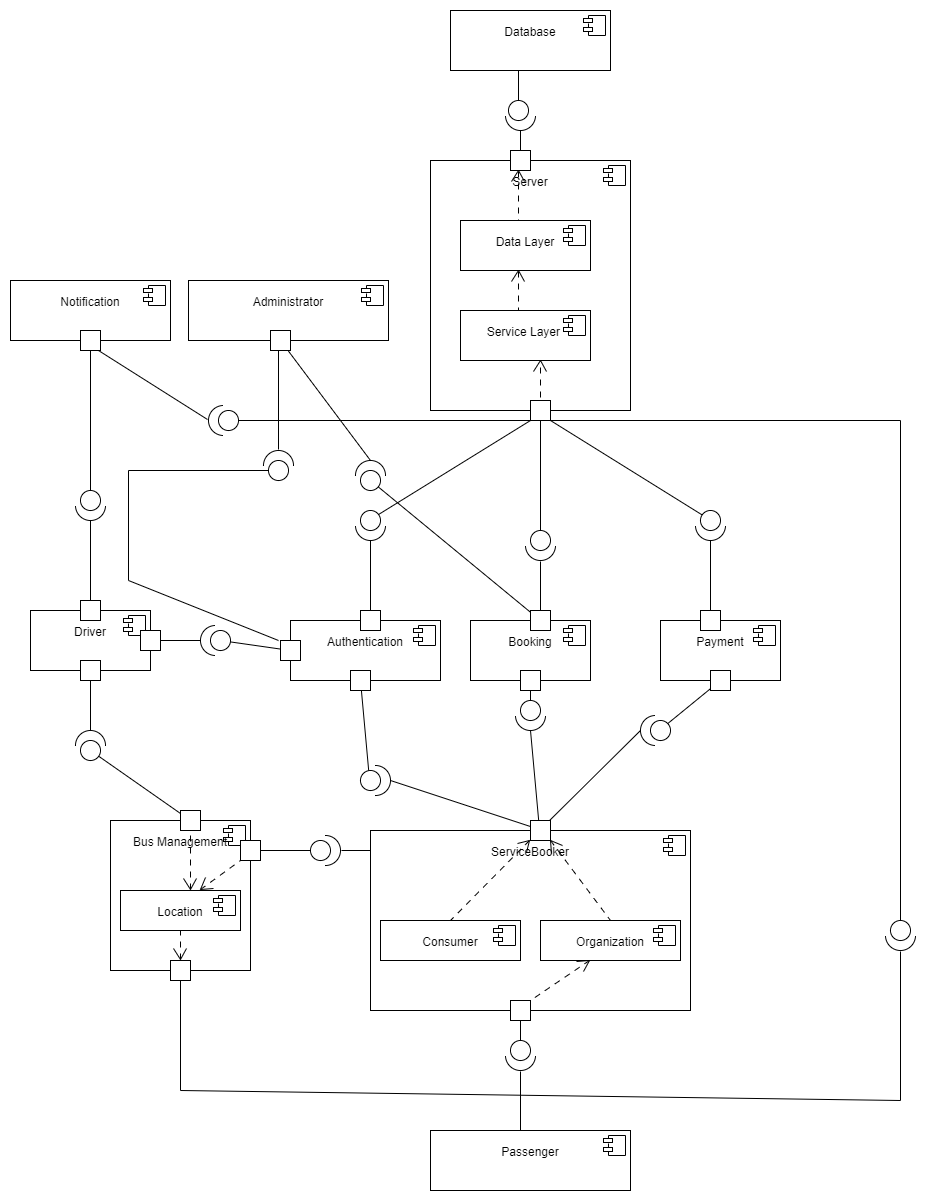 Database
Server
Data Layer
Notification
Administrator
Service Layer
Driver
Authentication
Booking
Payment
Bus Management
ServiceBooker
Location
Consumer
Organization
Passenger